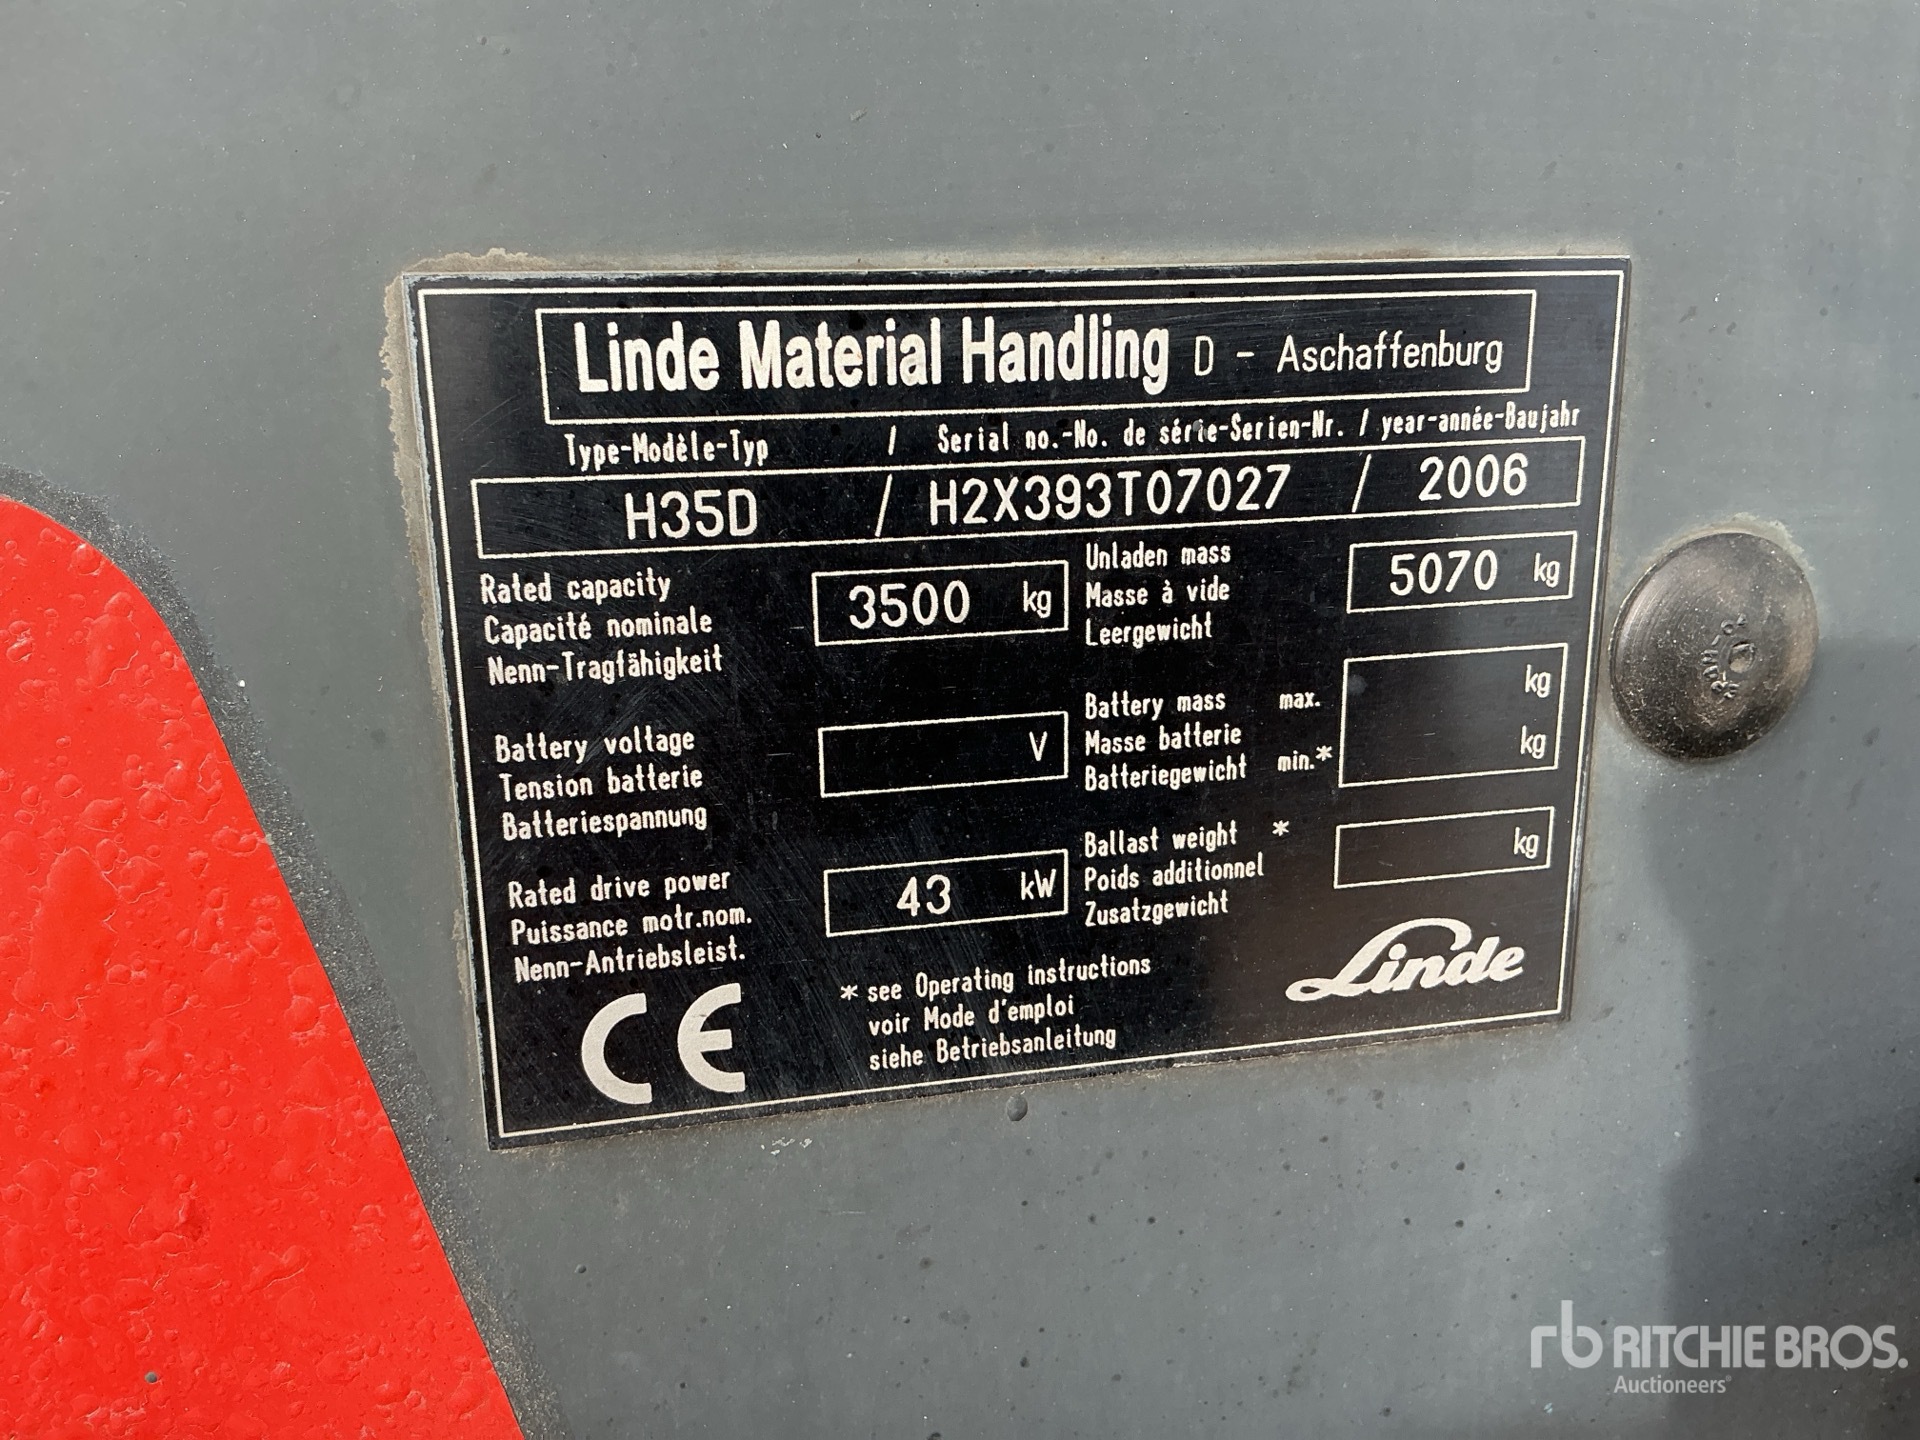 Linde Material Handling D - Aschaffenburg
Type-Modèle-Typ / Serial no.-No. de série-Serien-Nr. / year-année-Baujahr
H35D / H2X393T07027 / 2006
Rated capacity
Capacité nominale
Nenn-Tragfähigkeit
3500 kg
Unladen mass
Masse à vide
Leergewicht
5070 kg
Battery voltage
Tension batterie
Batteriespannung
V
Battery mass max.
Masse batterie
Batteriegewicht min.*
kg
kg
Rated drive power
Puissance motr.nom.
Nenn-Antriebsleist.
43 kW
Ballast weight *
Poids additionnel
Zusatzgewicht
kg
CE
* see Operating instructions
voir Mode d'emploi
siehe Betriebsanleitung
Linde
rb RITCHIE BROS.
Auctioneers